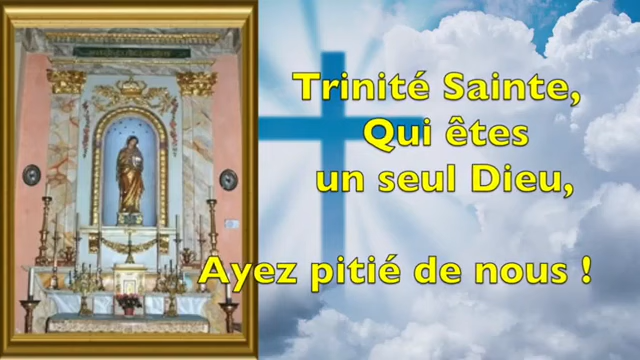 Trinité Sainte,
Qui êtes
un seul Dieu,
Ayez pitié de nous !